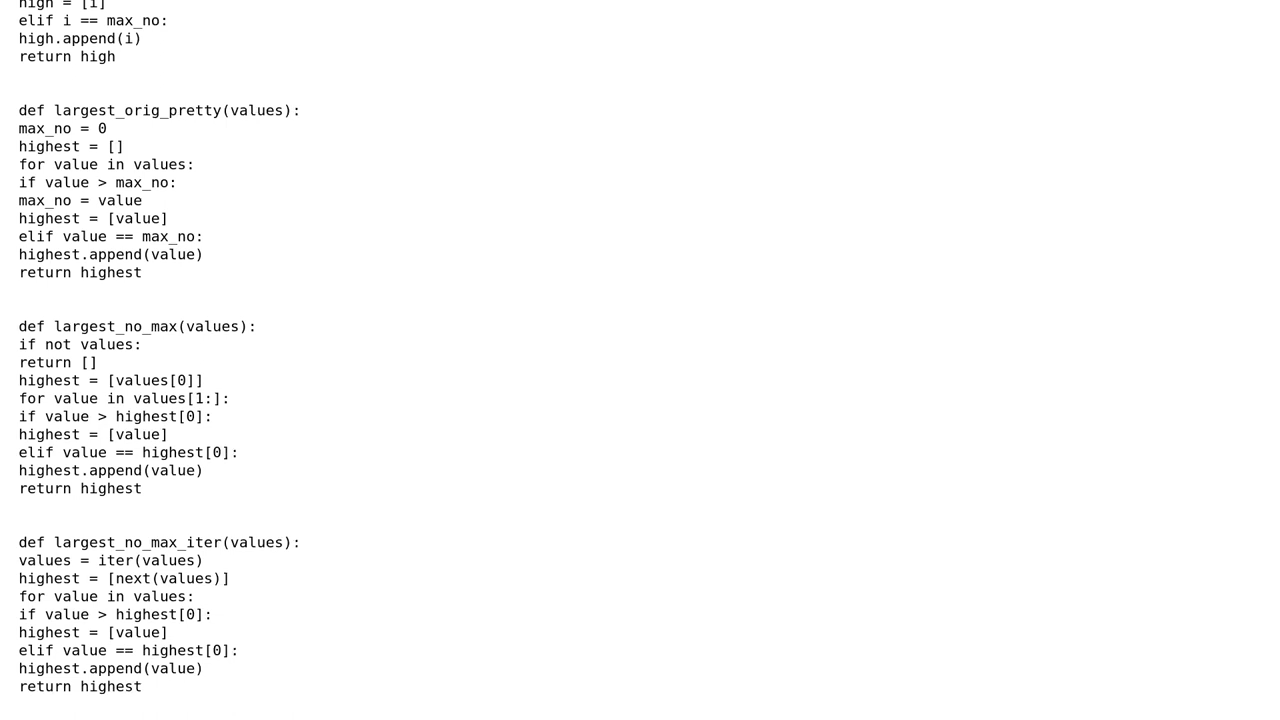 high = [i]
elif i == max_no:
high.append(i)
return high
def largest_orig_pretty(values):
max_no = 0
highest = []
for value in values:
if value > max_no:
max_no = value
highest = [value]
elif value == max_no:
highest.append(value)
return highest
def largest_no_max(values):
if not values:
return []
highest = [values[0]]
for value in values[1:]:
if value > highest[0]:
highest = [value]
elif value == highest[0]:
highest.append(value)
return highest
def largest_no_max_iter(values):
values = iter(values)
highest = [next(values)]
for value in values:
if value > highest[0]:
highest = [value]
elif value == highest[0]:
highest.append(value)
return highest